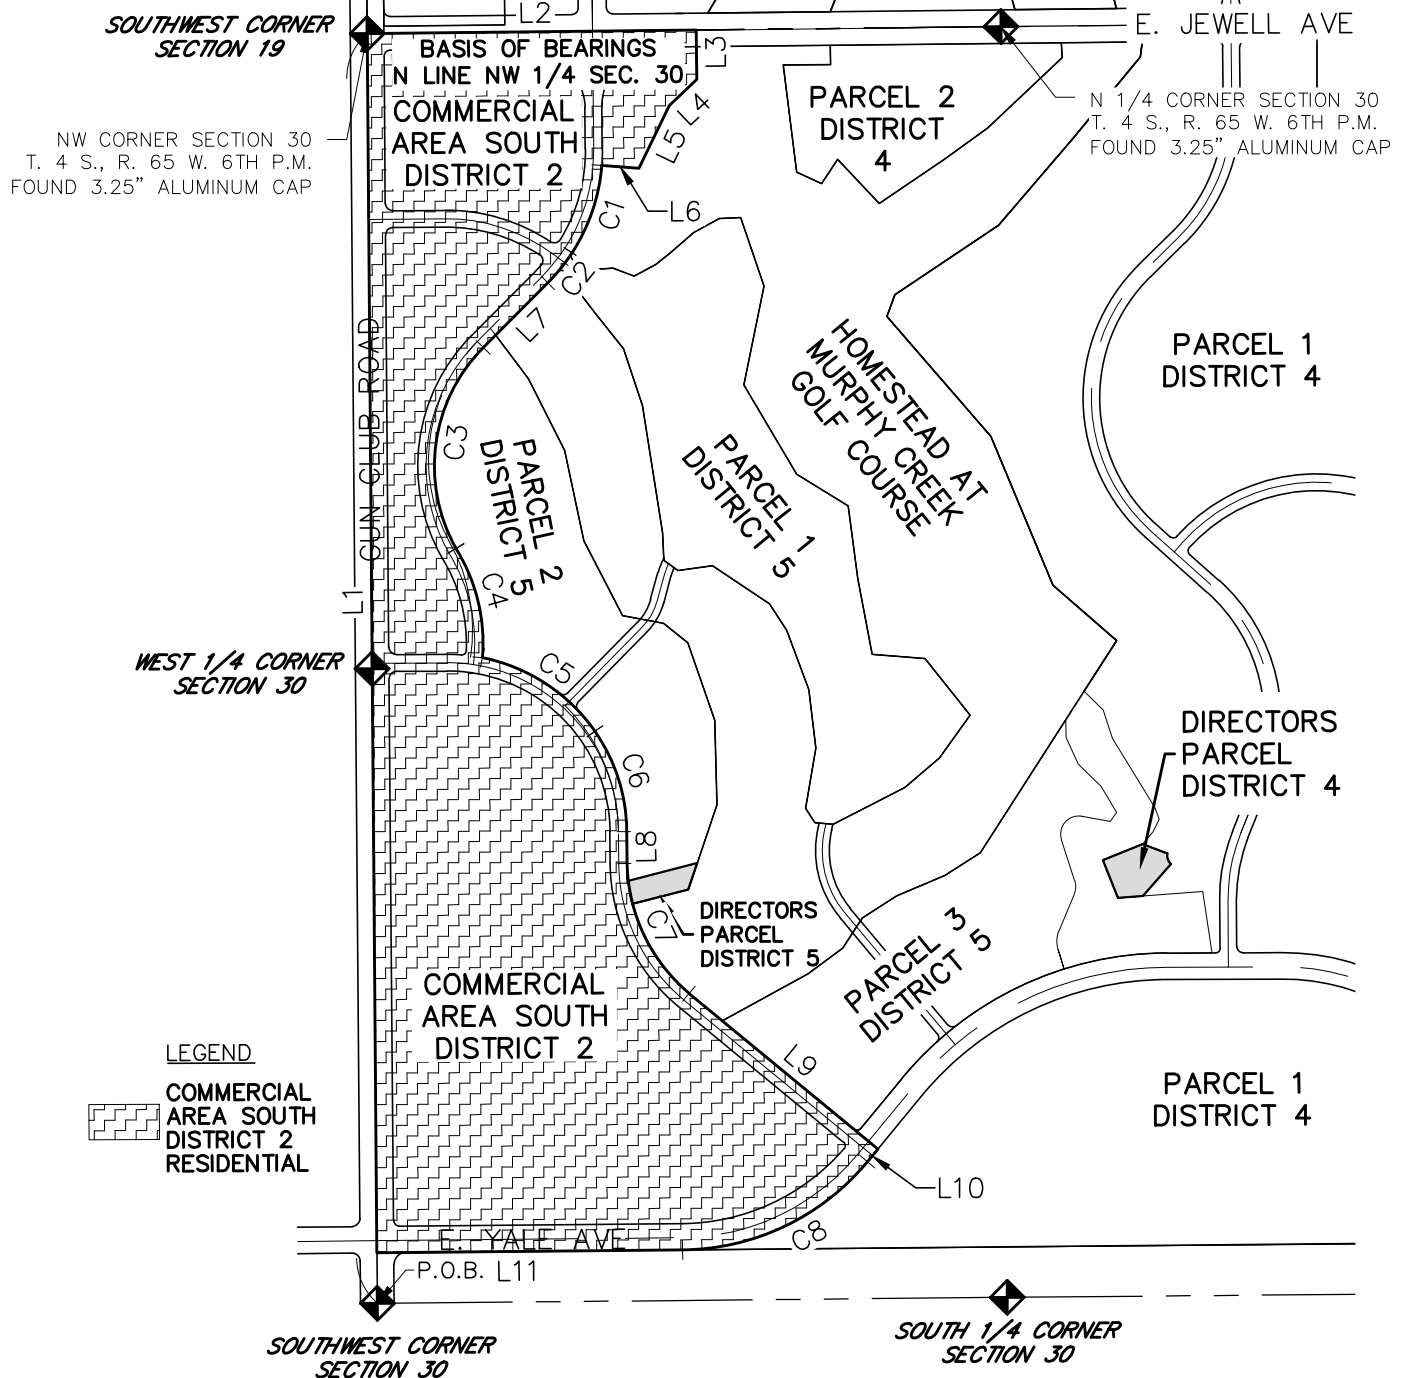 SOUTHWEST CORNER
SECTION 19
L2
E. JEWELL AVE
BASIS OF BEARINGS
N LINE NW 1/4 SEC. 30
L3
COMMERCIAL
AREA SOUTH
DISTRICT 2
L4
L5
PARCEL 2
DISTRICT
4
N 1/4 CORNER SECTION 30
T. 4 S., R. 65 W. 6TH P.M.
FOUND 3.25” ALUMINUM CAP
NW CORNER SECTION 30
T. 4 S., R. 65 W. 6TH P.M.
FOUND 3.25” ALUMINUM CAP
L6
C1
C2
L7
GUN CLUB ROAD
HOMESTEAD AT
MURPHY CREEK
GOLF COURSE
PARCEL 1
DISTRICT 4
C3
PARCEL 2
DISTRICT 5
PARCEL 1
DISTRICT 5
C4
L1
WEST 1/4 CORNER
SECTION 30
C5
C6
DIRECTORS
PARCEL
DISTRICT 4
L8
C7
DIRECTORS
PARCEL
DISTRICT 5
PARCEL 3
DISTRICT 5
COMMERCIAL
AREA SOUTH
DISTRICT 2
L9
LEGEND
COMMERCIAL
AREA SOUTH
DISTRICT 2
RESIDENTIAL
PARCEL 1
DISTRICT 4
L10
C8
E. YALE AVE
P.O.B.
L11
SOUTHWEST CORNER
SECTION 30
SOUTH 1/4 CORNER
SECTION 30